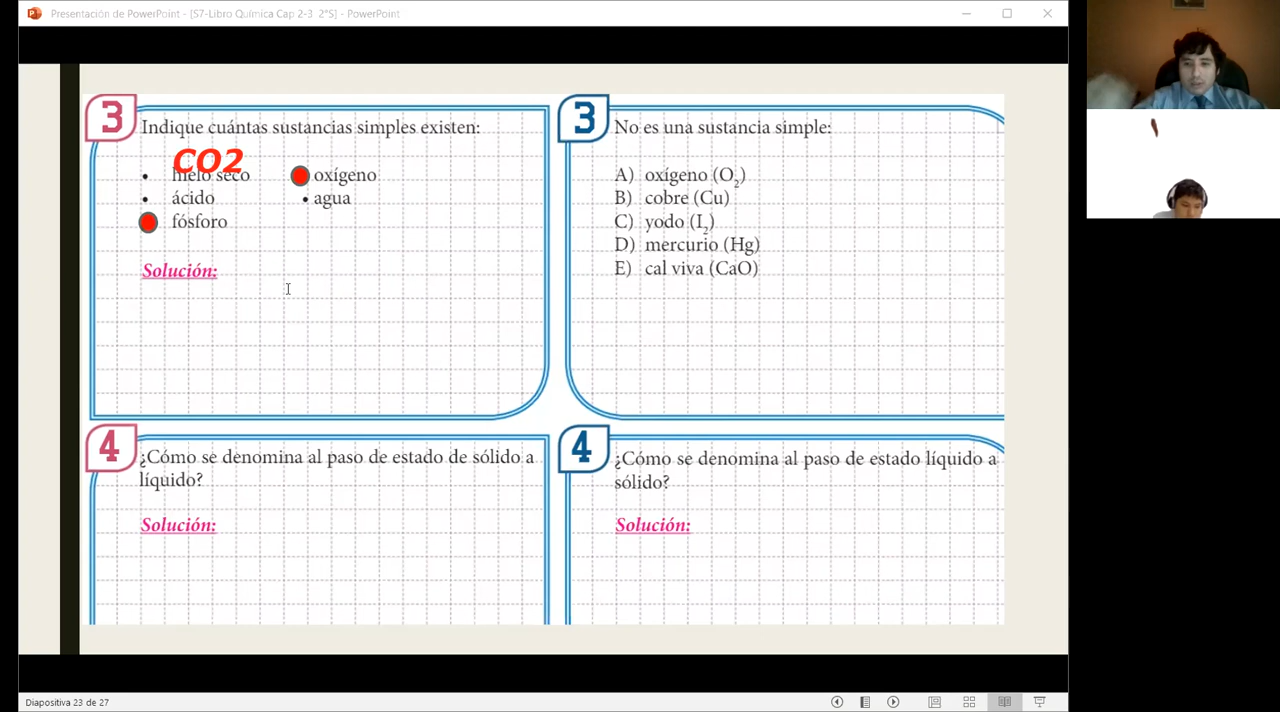 Presentación de PowerPoint - [S7-Libro Química Cap 2-3 2°S] - PowerPoint
3
Indique cuántas sustancias simples existen:
CO2
• hielo seco
oxígeno
• ácido
• agua
fósforo
Solución:
3
No es una sustancia simple:
A) oxígeno (O₂)
B) cobre (Cu)
C) yodo (I₂)
D) mercurio (Hg)
E) cal viva (CaO)
4
¿Cómo se denomina al paso de estado de sólido a
líquido?
Solución:
4
¿Cómo se denomina al paso de estado líquido a
sólido?
Solución:
Diapositiva 23 de 27